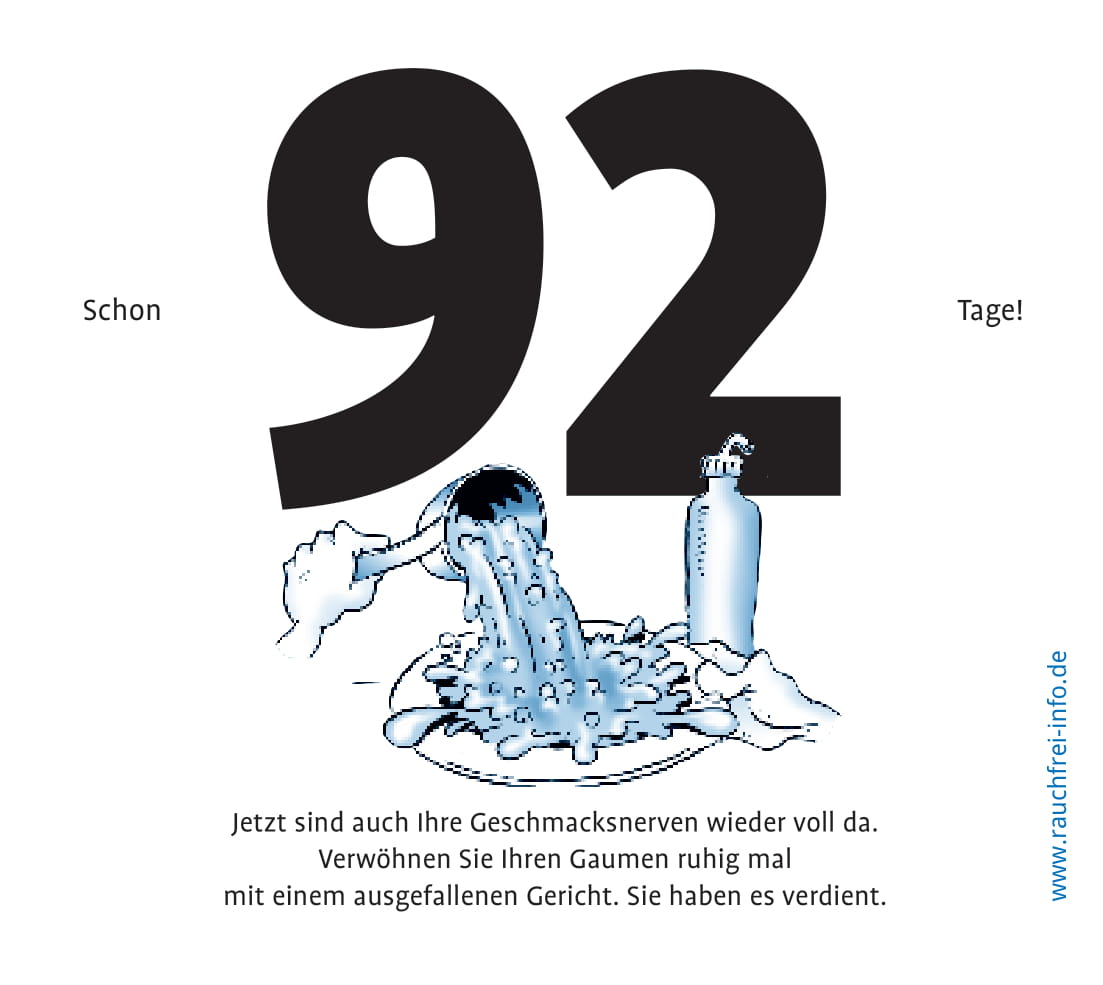 Schon
92
Tage!
Jetzt sind auch Ihre Geschmacksnerven wieder voll da.
Verwöhnen Sie Ihren Gaumen ruhig mal
mit einem ausgefallenen Gericht. Sie haben es verdient.
www.rauchfrei-info.de